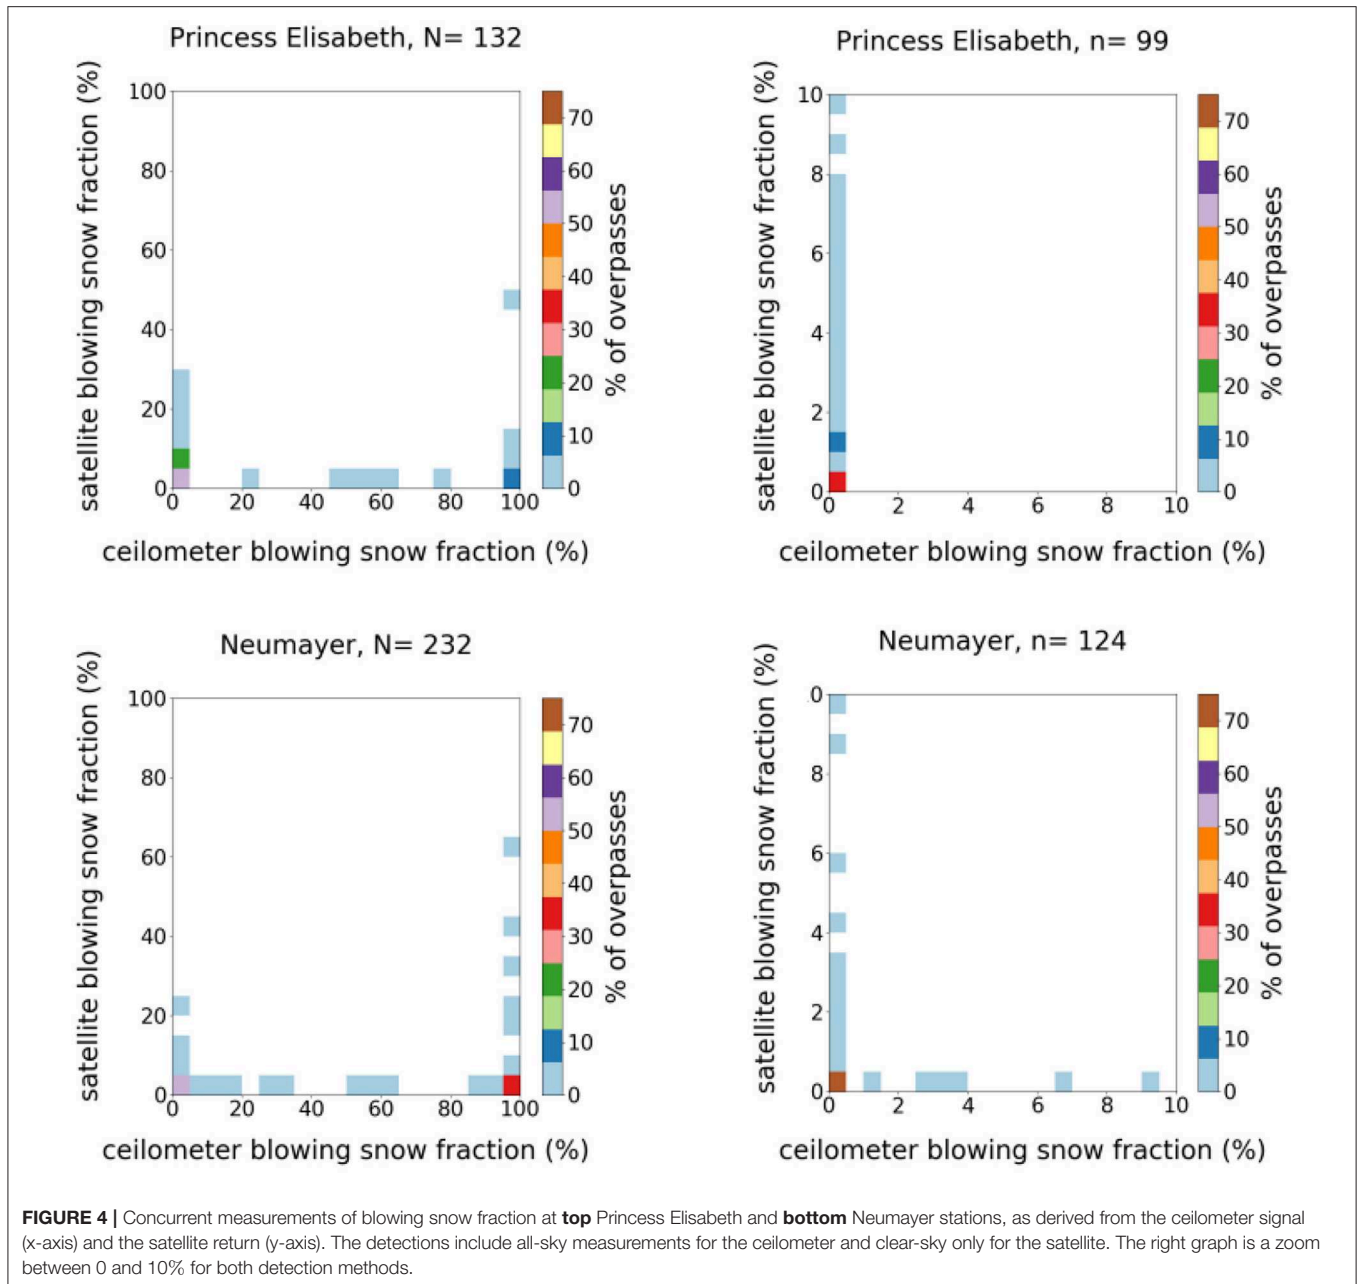 Princess Elisabeth, N= 132
satellite blowing snow fraction (%)
100
80
60
40
20
0
0 20 40 60 80 100
ceilometer blowing snow fraction (%)
70
60
50
40
30
20
10
0
% of overpasses
Princess Elisabeth, n= 99
satellite blowing snow fraction (%)
10
8
6
4
2
0
0 2 4 6 8 10
ceilometer blowing snow fraction (%)
70
60
50
40
30
20
10
0
% of overpasses
Neumayer, N= 232
satellite blowing snow fraction (%)
100
80
60
40
20
0
0 20 40 60 80 100
ceilometer blowing snow fraction (%)
70
60
50
40
30
20
10
0
% of overpasses
Neumayer, n= 124
satellite blowing snow fraction (%)
0
8
6
4
2
0
0 2 4 6 8 10
ceilometer blowing snow fraction (%)
70
60
50
40
30
20
10
0
% of overpasses
FIGURE 4 | Concurrent measurements of blowing snow fraction at top Princess Elisabeth and bottom Neumayer stations, as derived from the ceilometer signal
(x-axis) and the satellite return (y-axis). The detections include all-sky measurements for the ceilometer and clear-sky only for the satellite. The right graph is a zoom
between 0 and 10% for both detection methods.